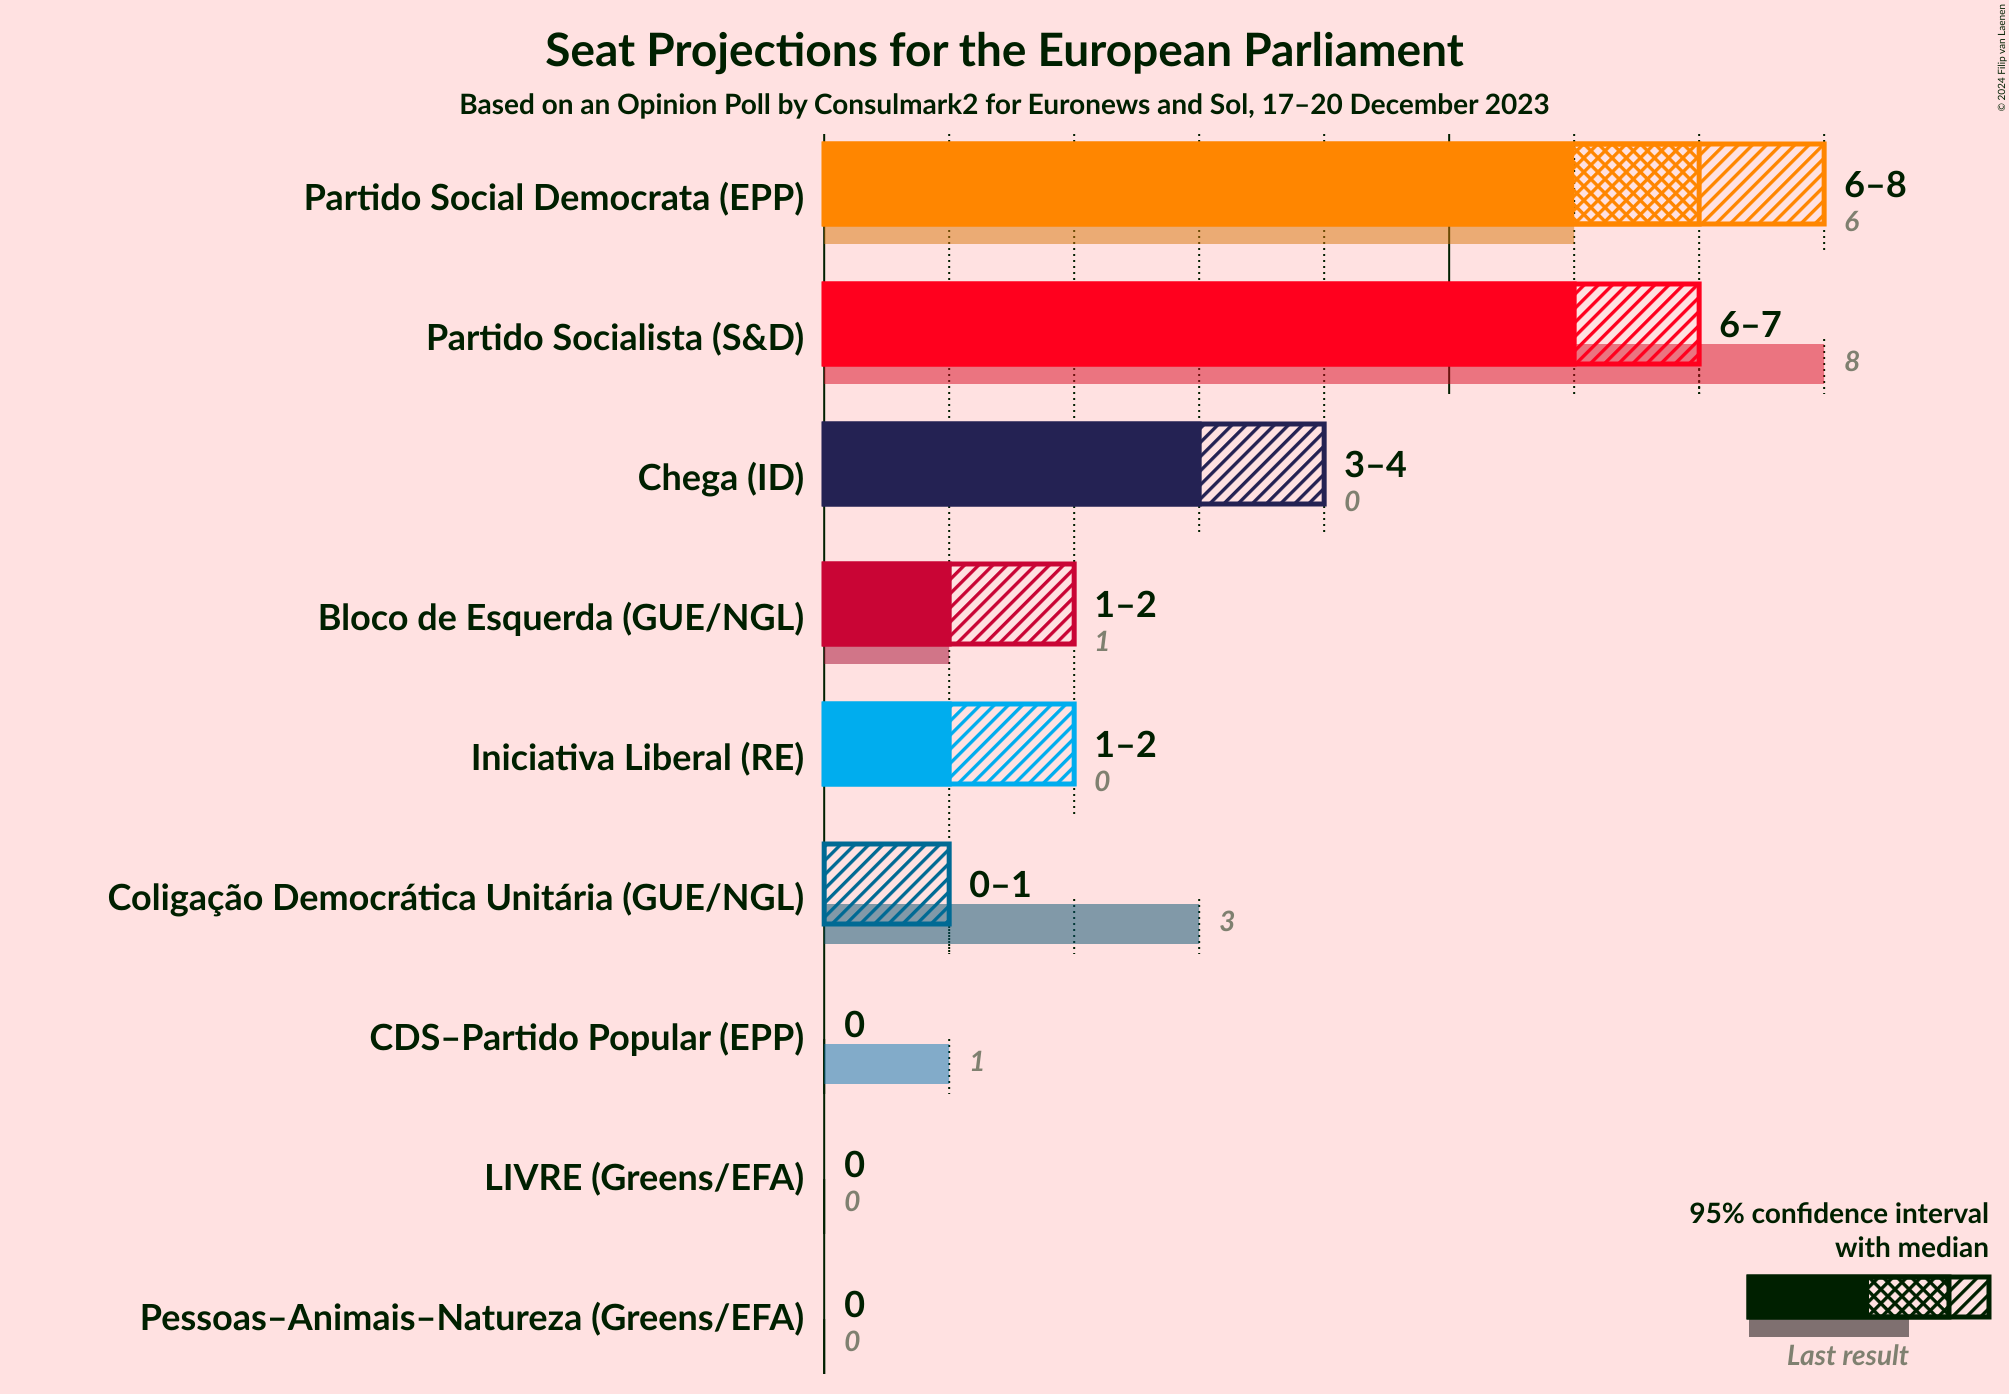 Seat Projections for the European Parliament
Based on an Opinion Poll by Consulmark2 for Euronews and Sol, 17–20 December 2023
© 2024 Filip van Laenen
Partido Social Democrata (EPP)
6–8
6
Partido Socialista (S&D)
6–7
8
Chega (ID)
3–4
0
Bloco de Esquerda (GUE/NGL)
1–2
1
Iniciativa Liberal (RE)
1–2
0
Coligação Democrática Unitária (GUE/NGL)
0–1
3
CDS–Partido Popular (EPP)
0
1
LIVRE (Greens/EFA)
0
0
Pessoas–Animais–Natureza (Greens/EFA)
0
0
95% confidence interval
with median
Last result